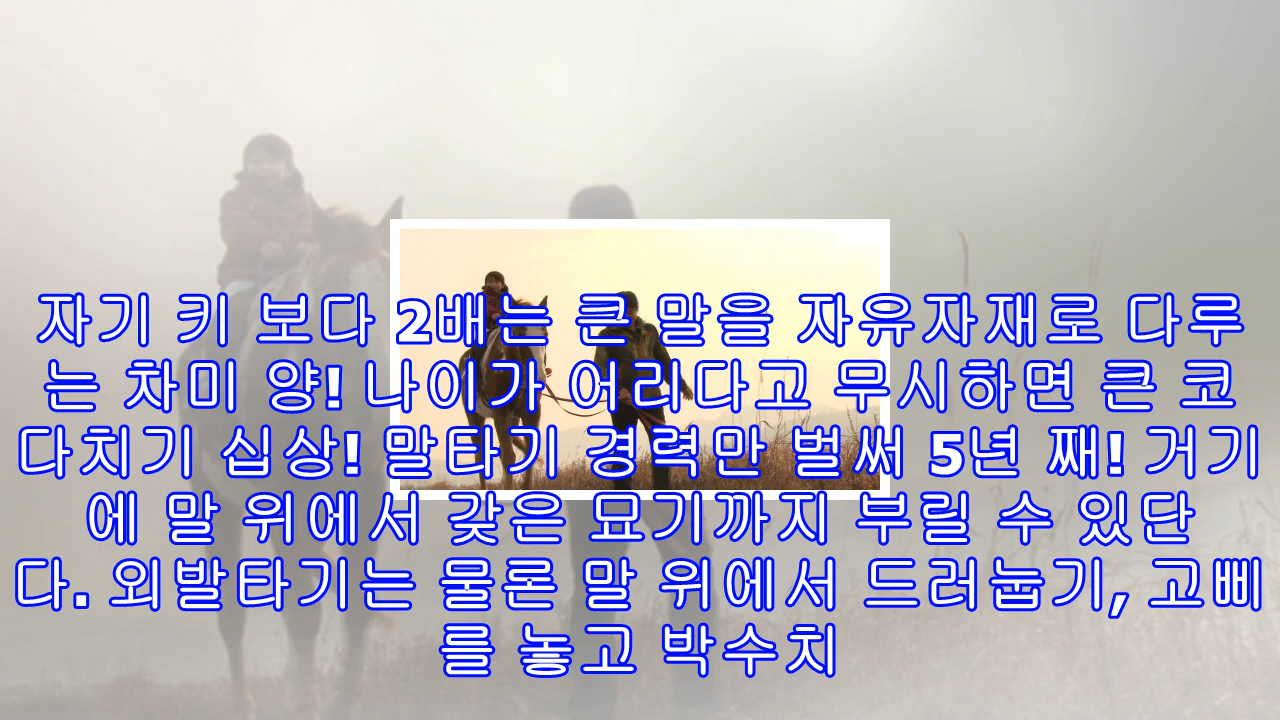 자기 키 보다 2배는 큰 말을 자유자재로 다루
는 차미 양! 나이가 어리다고 무시하면 큰 코
다치기 십상! 말타기 경력만 벌써 5년 째! 거기
에 말 위에서 갖은 묘기까지 부릴 수 있단
다. 외발타기는 물론 말 위에서 드러눕기, 고삐
를 놓고 박수치